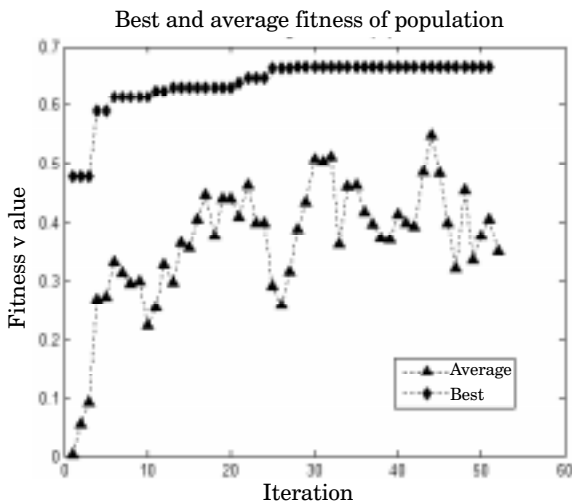 Best and average fitness of population
0.7
0.6
0.5
0.4
0.3
0.2
0.1
0
0 10 20 30 40 50 60
Fitness v alue
Iteration
Average
Best